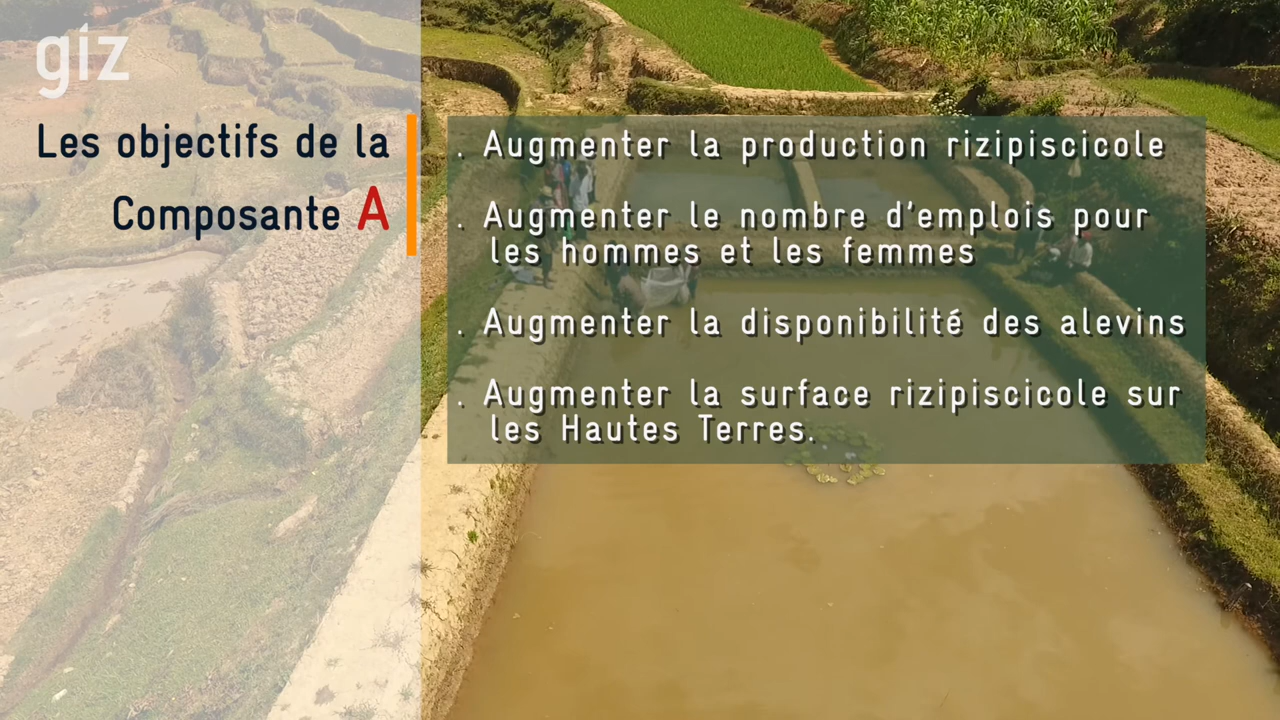 giz
Les objectifs de la
Composante A
. Augmenter la production rizipiscicole
. Augmenter le nombre d'emplois pour
les hommes et les femmes
. Augmenter la disponibilité des alevins
. Augmenter la surface rizipiscicole sur
les Hautes Terres.